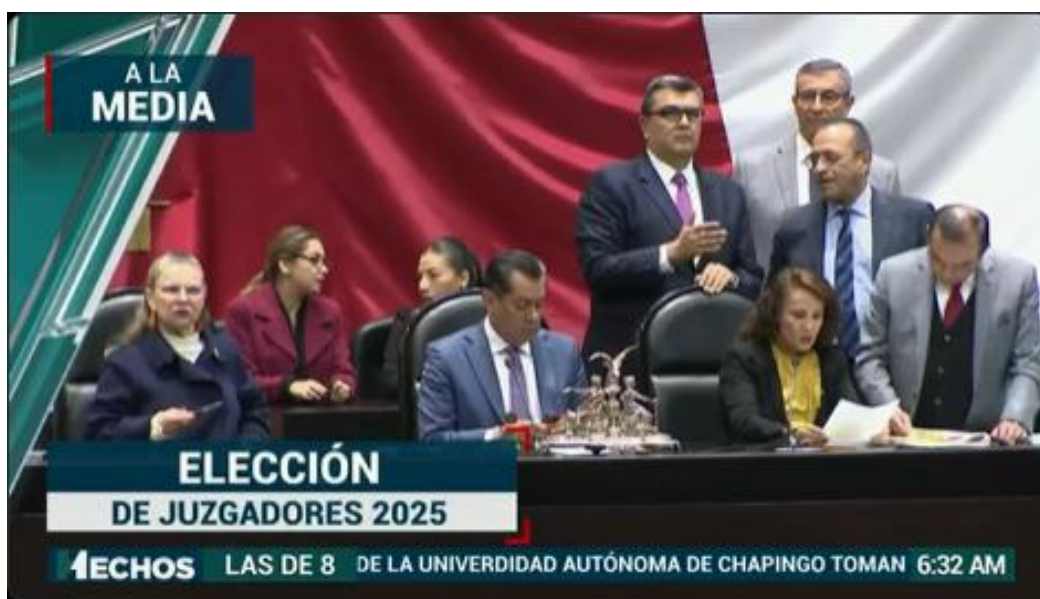 A LA
MEDIA
ELECCIÓN
DE JUZGADORES 2025
HECHOS LAS DE 8 DE LA UNIVERDIDAD AUTÓNOMA DE CHAPINGO TOMAN 6:32 AM